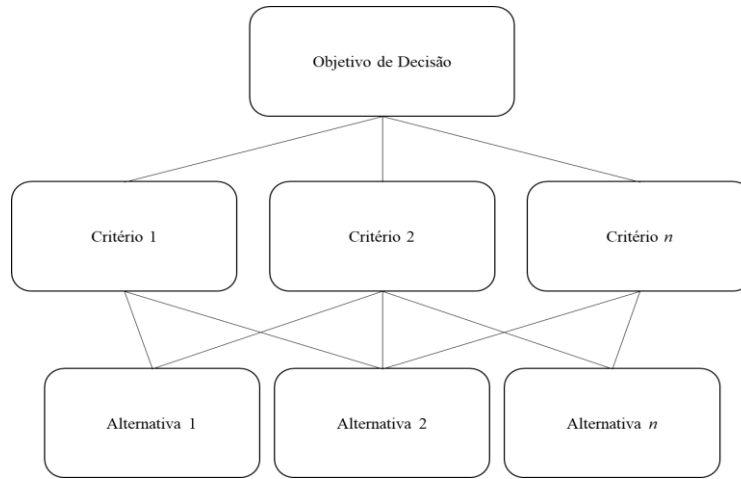 Objetivo de Decisão
Critério 1
Critério 2
Critério n
Alternativa 1
Alternativa 2
Alternativa n